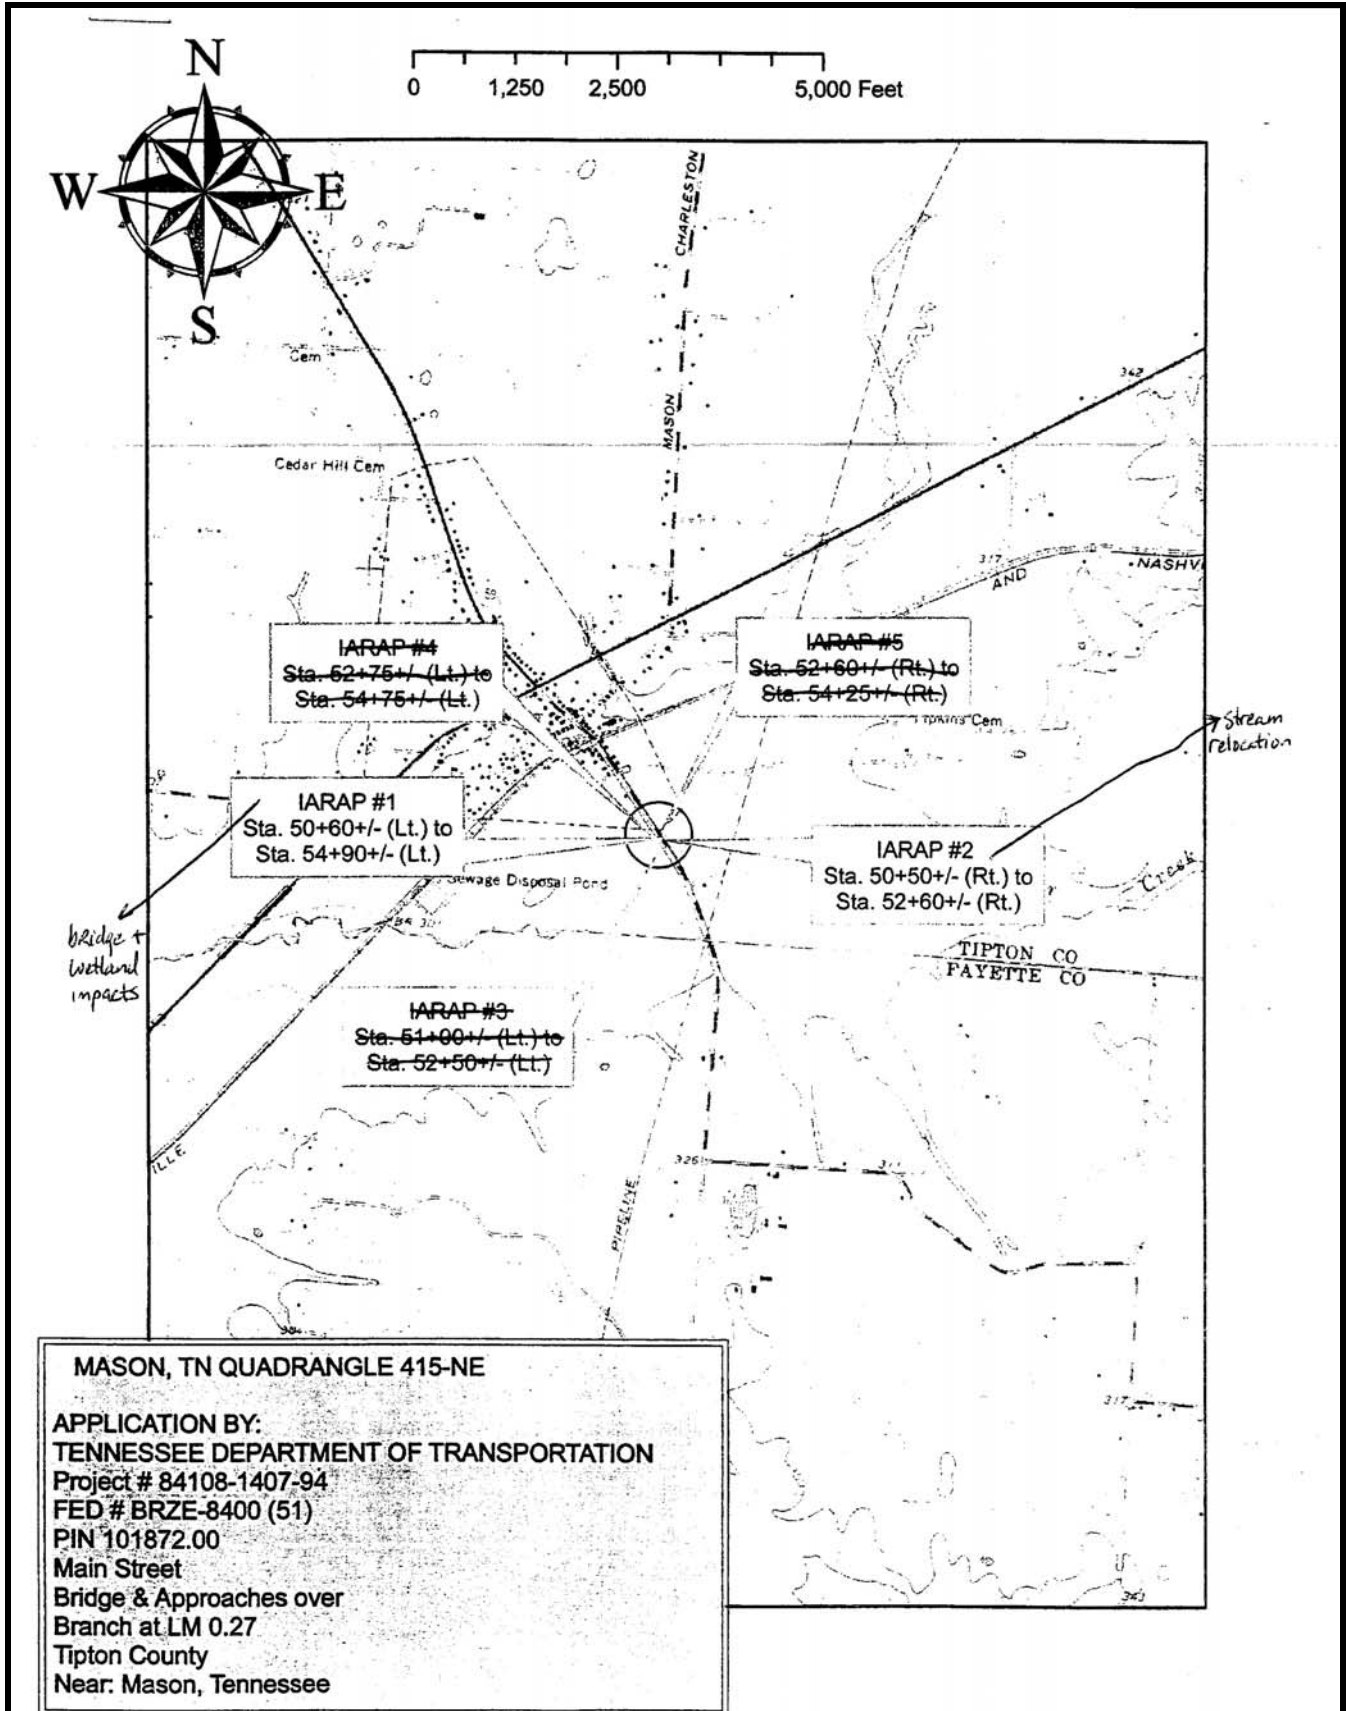 N
W
E
S
0 1,250 2,500 5,000 Feet
CHARLESTON
MASON
Cem
Cedar Hill Cem
362
317
AND
NASHV
59
IARAP #4
Sta. 52+75+/- (Lt.) to
Sta. 54+75+/- (Lt.)
IARAP #5
Sta. 52+60+/- (Rt.) to
Sta. 54+25+/- (Rt.)
Cem
stream
relocation
IARAP #1
Sta. 50+60+/- (Lt.) to
Sta. 54+90+/- (Lt.)
IARAP #2
Sta. 50+50+/- (Rt.) to
Sta. 52+60+/- (Rt.)
Sewage Disposal Pond
Creek
bridge +
wetland
impacts
TIPTON CO
FAYETTE CO
IARAP #3
Sta. 51+00+/- (Lt.) to
Sta. 52+50+/- (Lt.)
ILLE
326
PIPELINE
317
343
MASON, TN QUADRANGLE 415-NE
APPLICATION BY:
TENNESSEE DEPARTMENT OF TRANSPORTATION
Project # 84108-1407-94
FED # BRZE-8400 (51)
PIN 101872.00
Main Street
Bridge & Approaches over
Branch at LM 0.27
Tipton County
Near: Mason, Tennessee